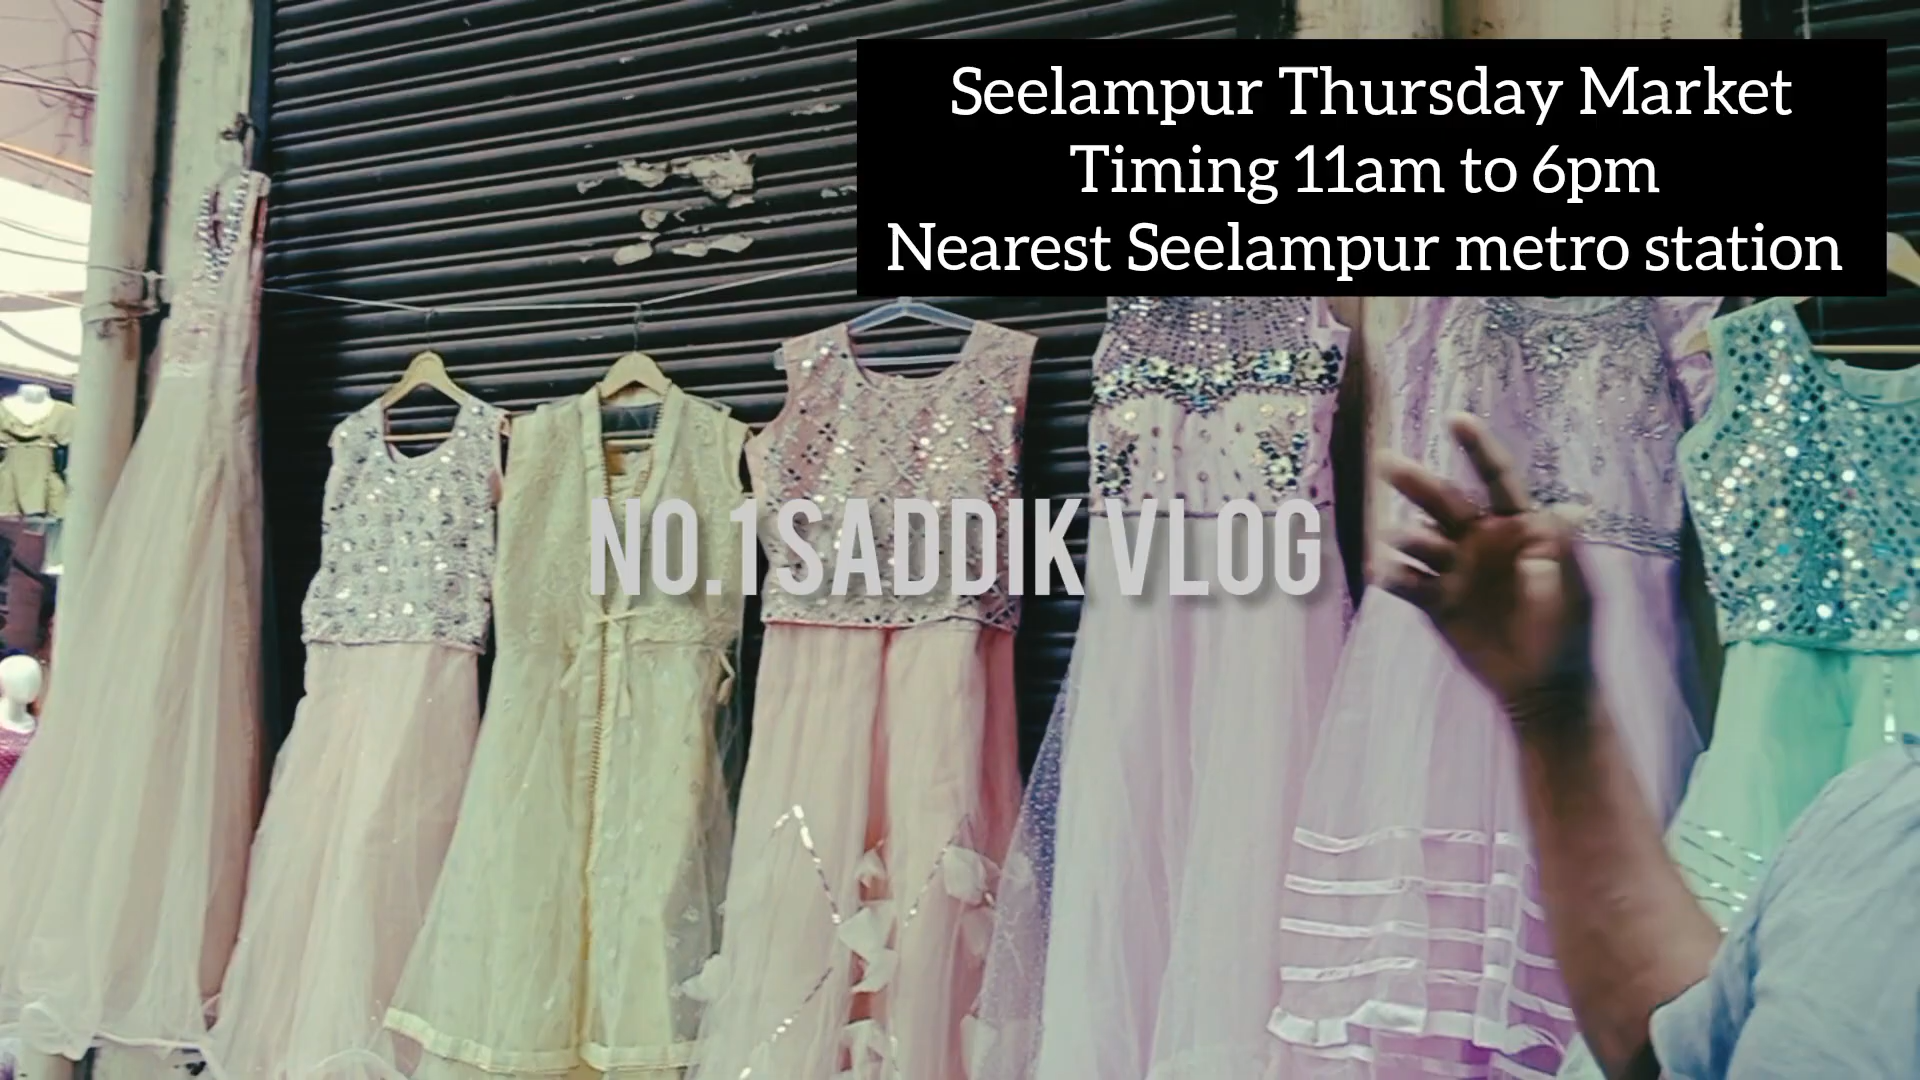 Seelampur Thursday Market
Timing 11am to 6pm
Nearest Seelampur metro station
NO.1SADDIK VLOG